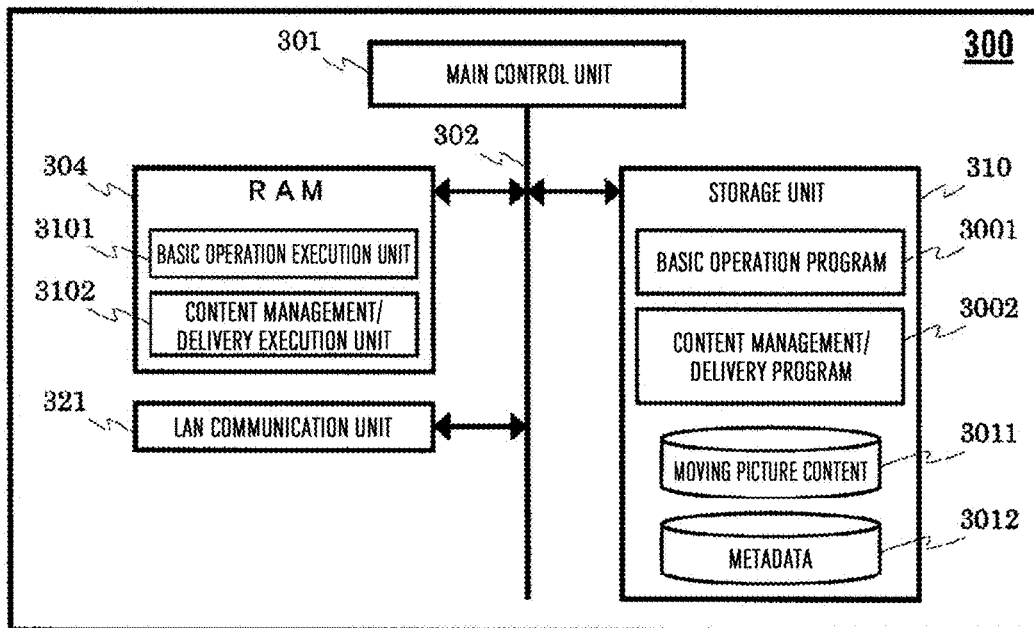 300
301
MAIN CONTROL UNIT
302
304
RAM
3101
BASIC OPERATION EXECUTION UNIT
3102
CONTENT MANAGEMENT/
DELIVERY EXECUTION UNIT
321
LAN COMMUNICATION UNIT
310
STORAGE UNIT
3001
BASIC OPERATION PROGRAM
3002
CONTENT MANAGEMENT/
DELIVERY PROGRAM
3011
MOVING PICTURE CONTENT
3012
METADATA